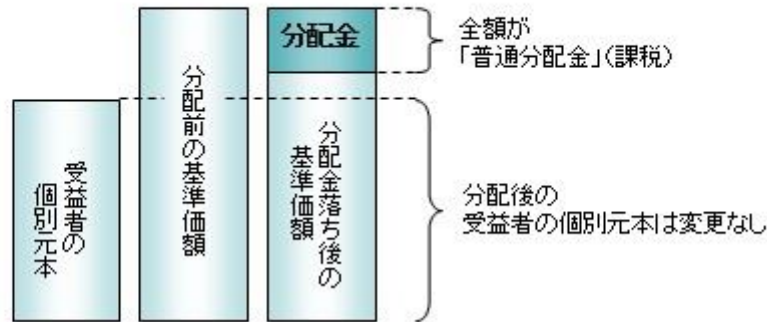 受益者の
個別元本
分配前の基準価額
分配金
分配金落ち後の
基準価額
全額が
「普通分配金」(課税)
分配後の
受益者の個別元本は変更なし